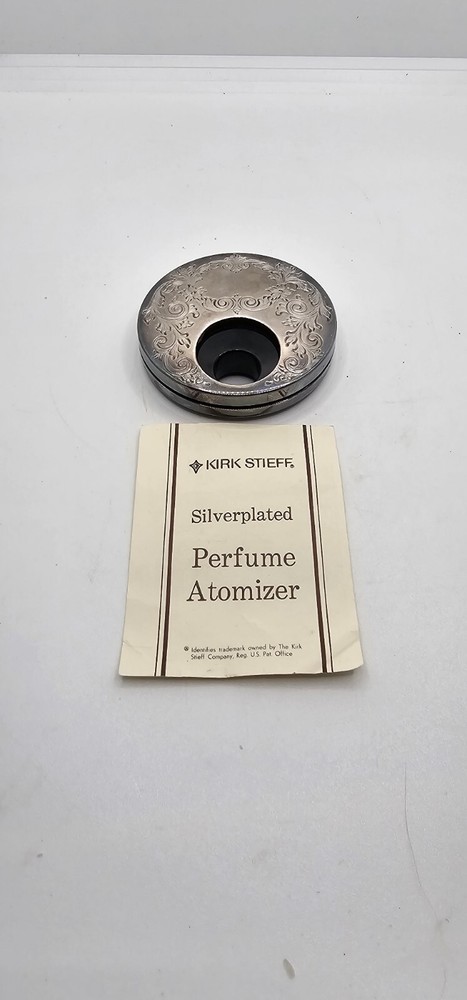 KIRK STIEFF®
Silverplated
Perfume
Atomizer
® Identifies trademark owned by The Kirk
Stieff Company, Reg. U.S. Pat. Office